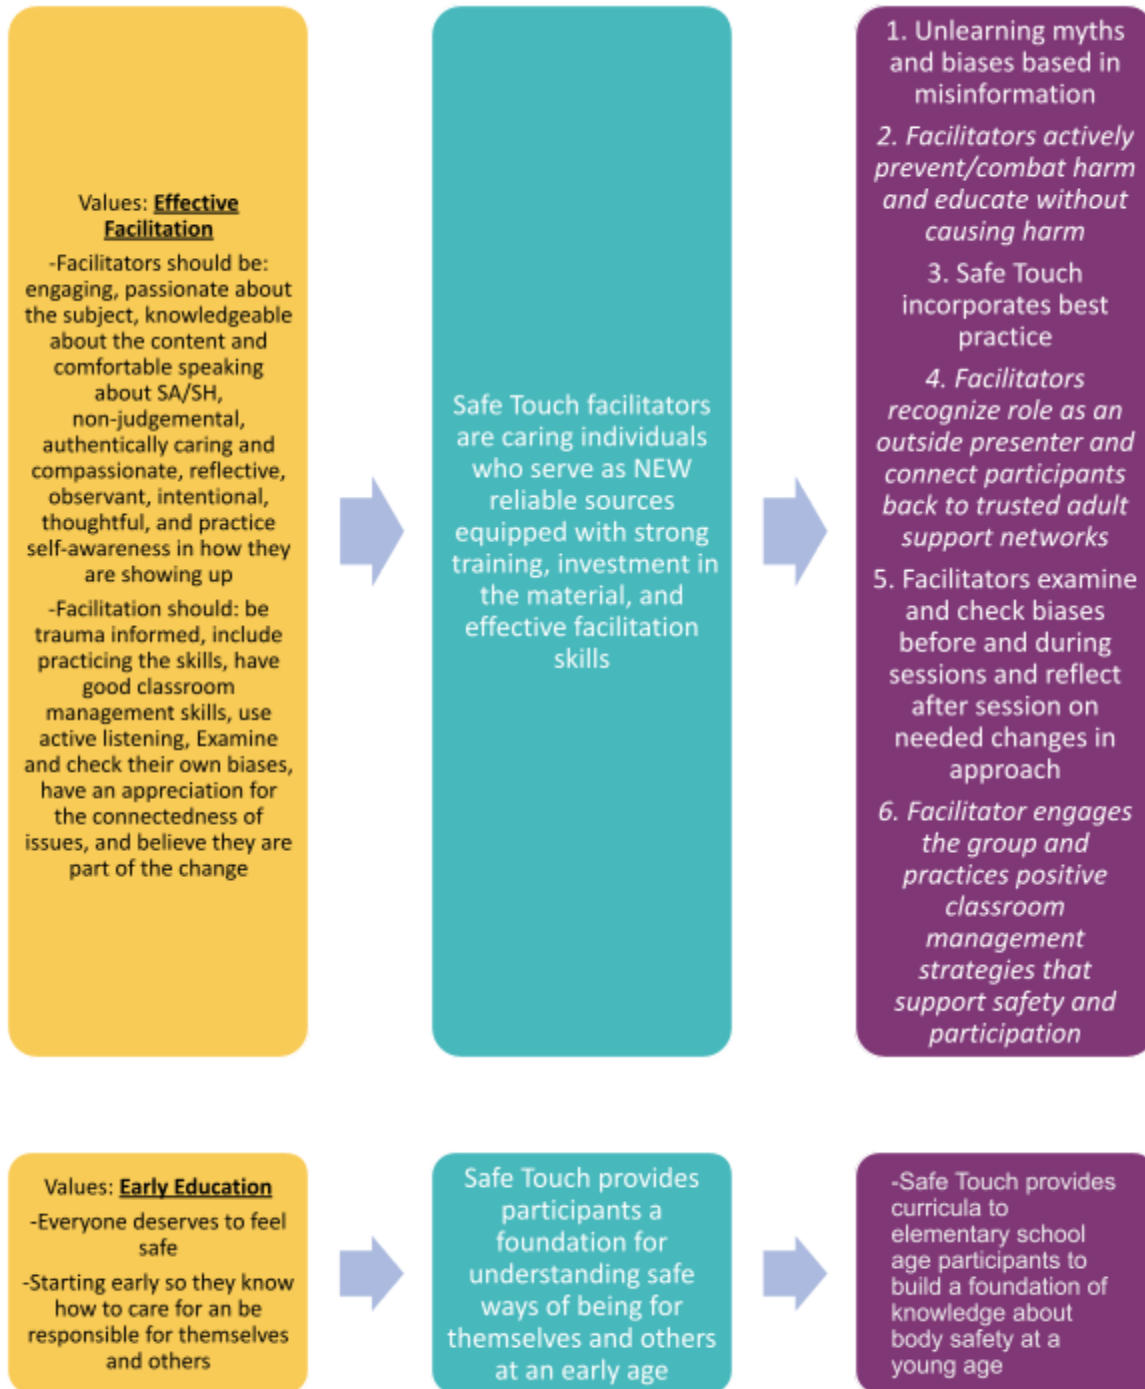 Values: Effective
Facilitation
-Facilitators should be:
engaging, passionate about
the subject, knowledgeable
about the content and
comfortable speaking
about SA/SH,
non-judgemental,
authentically caring and
compassionate, reflective,
observant, intentional,
thoughtful, and practice
self-awareness in how they
are showing up
-Facilitation should: be
trauma informed, include
practicing the skills, have
good classroom
management skills, use
active listening, Examine
and check their own biases,
have an appreciation for
the connectedness of
issues, and believe they are
part of the change
Safe Touch facilitators
are caring individuals
who serve as NEW
reliable sources
equipped with strong
training, investment in
the material, and
effective facilitation
skills
1. Unlearning myths
and biases based in
misinformation
2. Facilitators actively
prevent/combat harm
and educate without
causing harm
3. Safe Touch
incorporates best
practice
4. Facilitators
recognize role as an
outside presenter and
connect participants
back to trusted adult
support networks
5. Facilitators examine
and check biases
before and during
sessions and reflect
after session on
needed changes in
approach
6. Facilitator engages
the group and
practices positive
classroom
management
strategies that
support safety and
participation
Values: Early Education
-Everyone deserves to feel
safe
-Starting early so they know
how to care for an be
responsible for themselves
and others
Safe Touch provides
participants a
foundation for
understanding safe
ways of being for
themselves and others
at an early age
-Safe Touch provides
curricula to
elementary school
age participants to
build a foundation of
knowledge about
body safety at a
young age